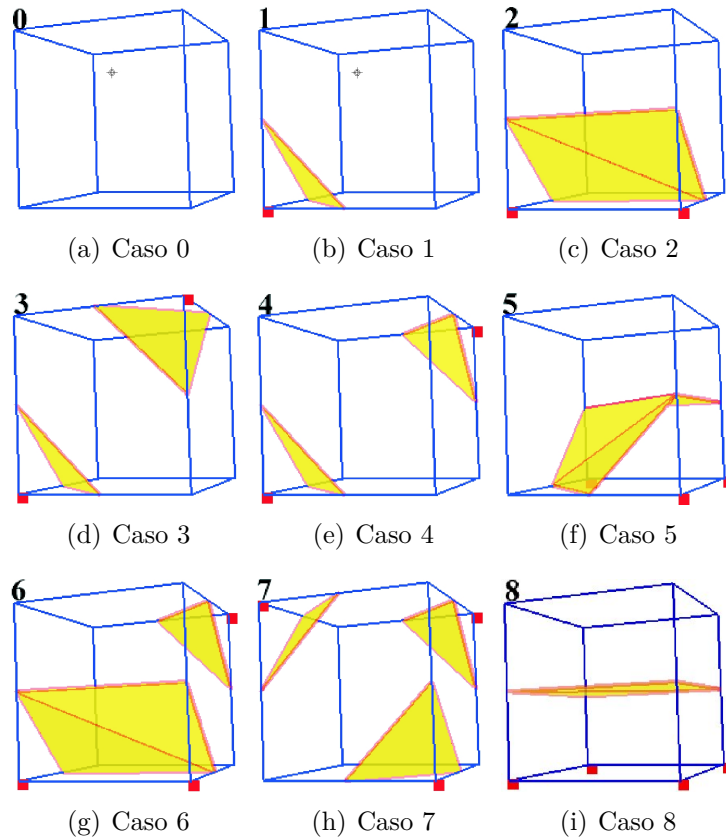 0
1
2
(a) Caso 0
(b) Caso 1
(c) Caso 2
3
4
5
(d) Caso 3
(e) Caso 4
(f) Caso 5
6
7
8
(g) Caso 6
(h) Caso 7
(i) Caso 8